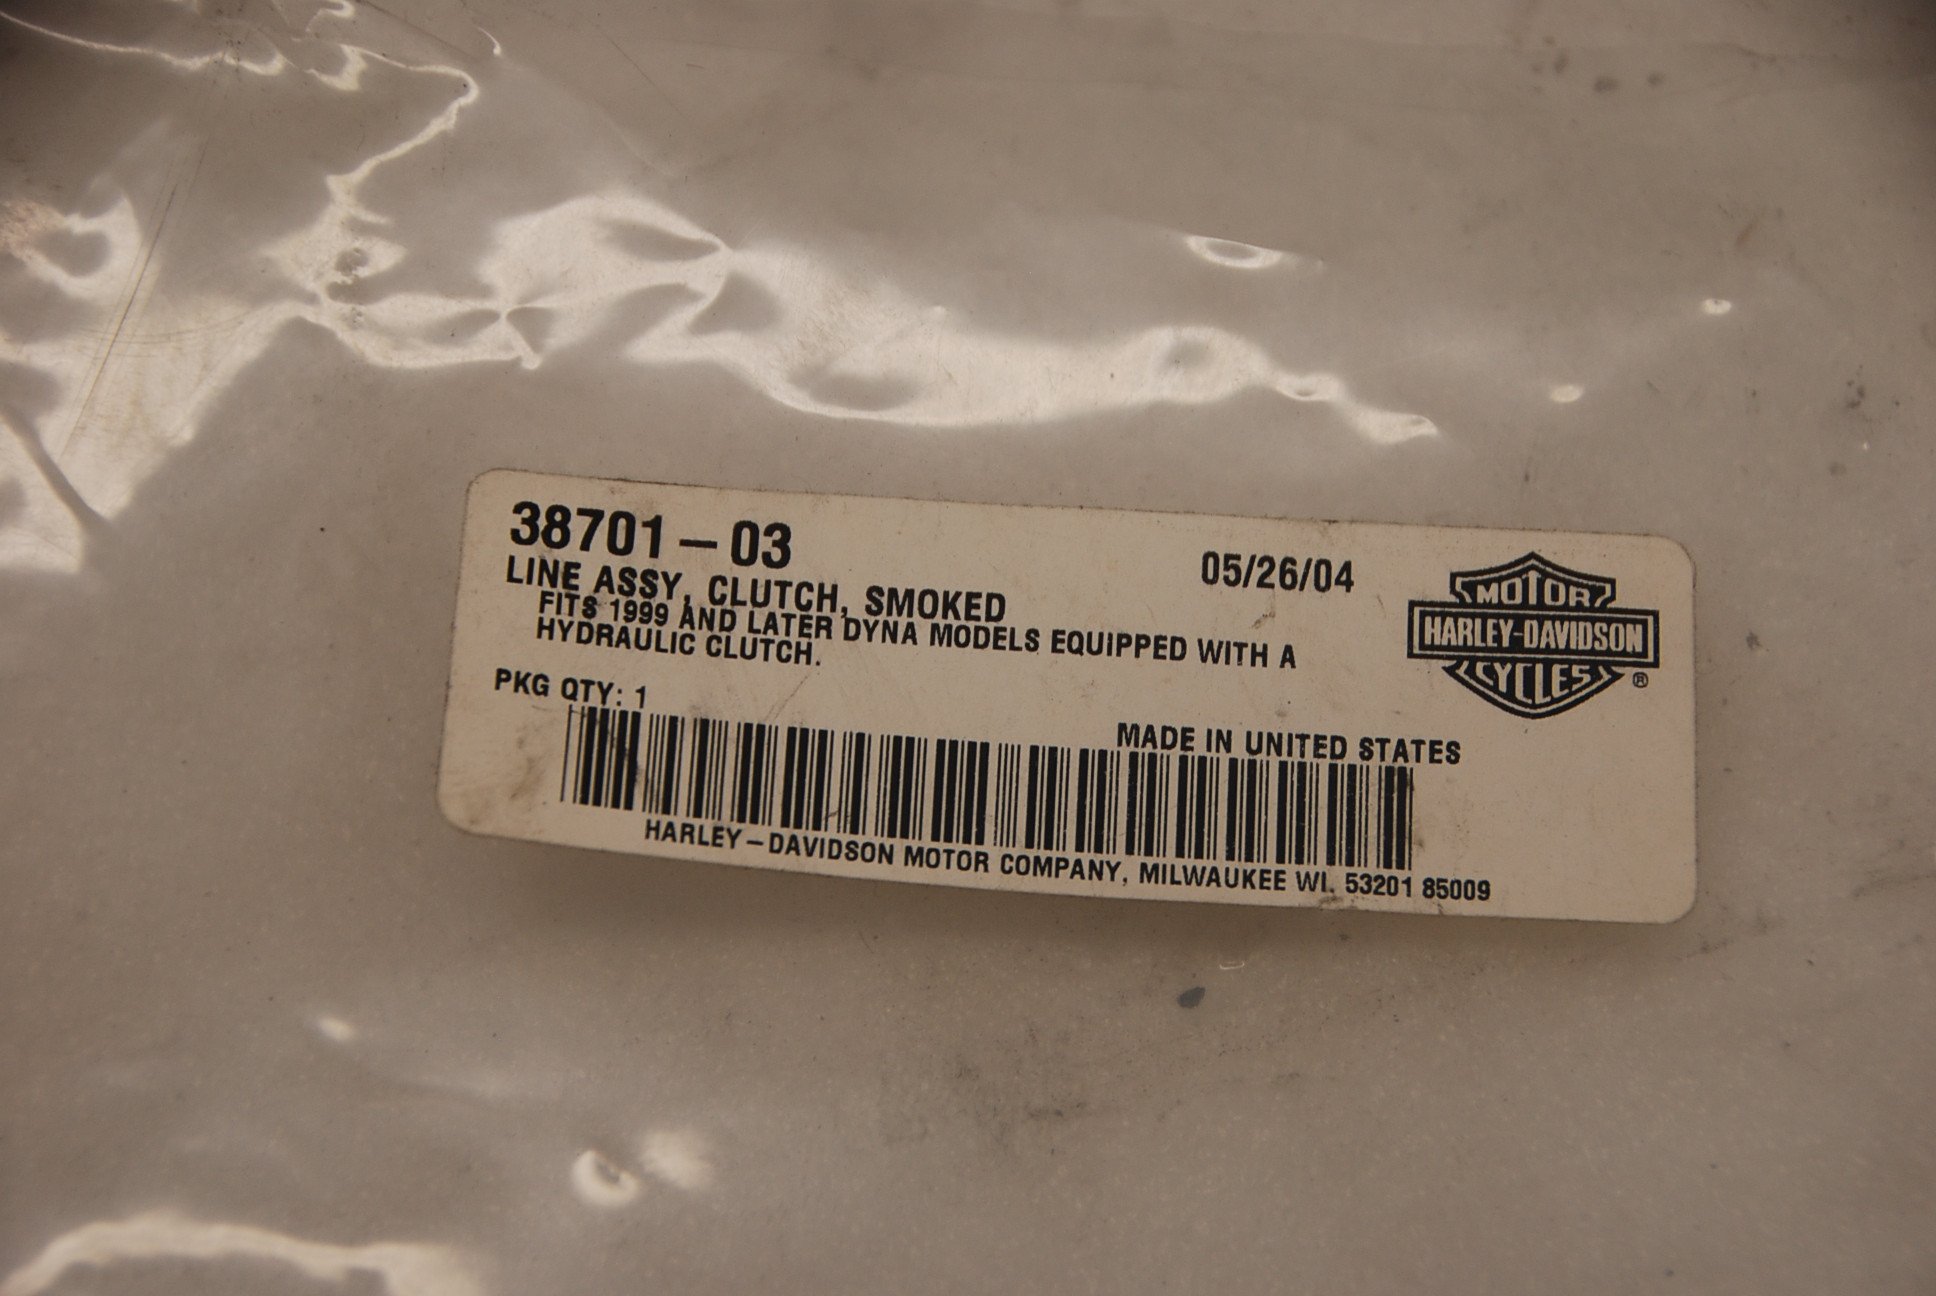 38701-03
05/26/04
LINE ASSY, CLUTCH, SMOKED
FITS 1999 AND LATER DYNA MODELS EQUIPPED WITH A
HYDRAULIC CLUTCH.
PKG QTY: 1
MOTOR
HARLEY-DAVIDSON
CYCLES
®
MADE IN UNITED STATES
HARLEY-DAVIDSON MOTOR COMPANY, MILWAUKEE WI. 53201 85009